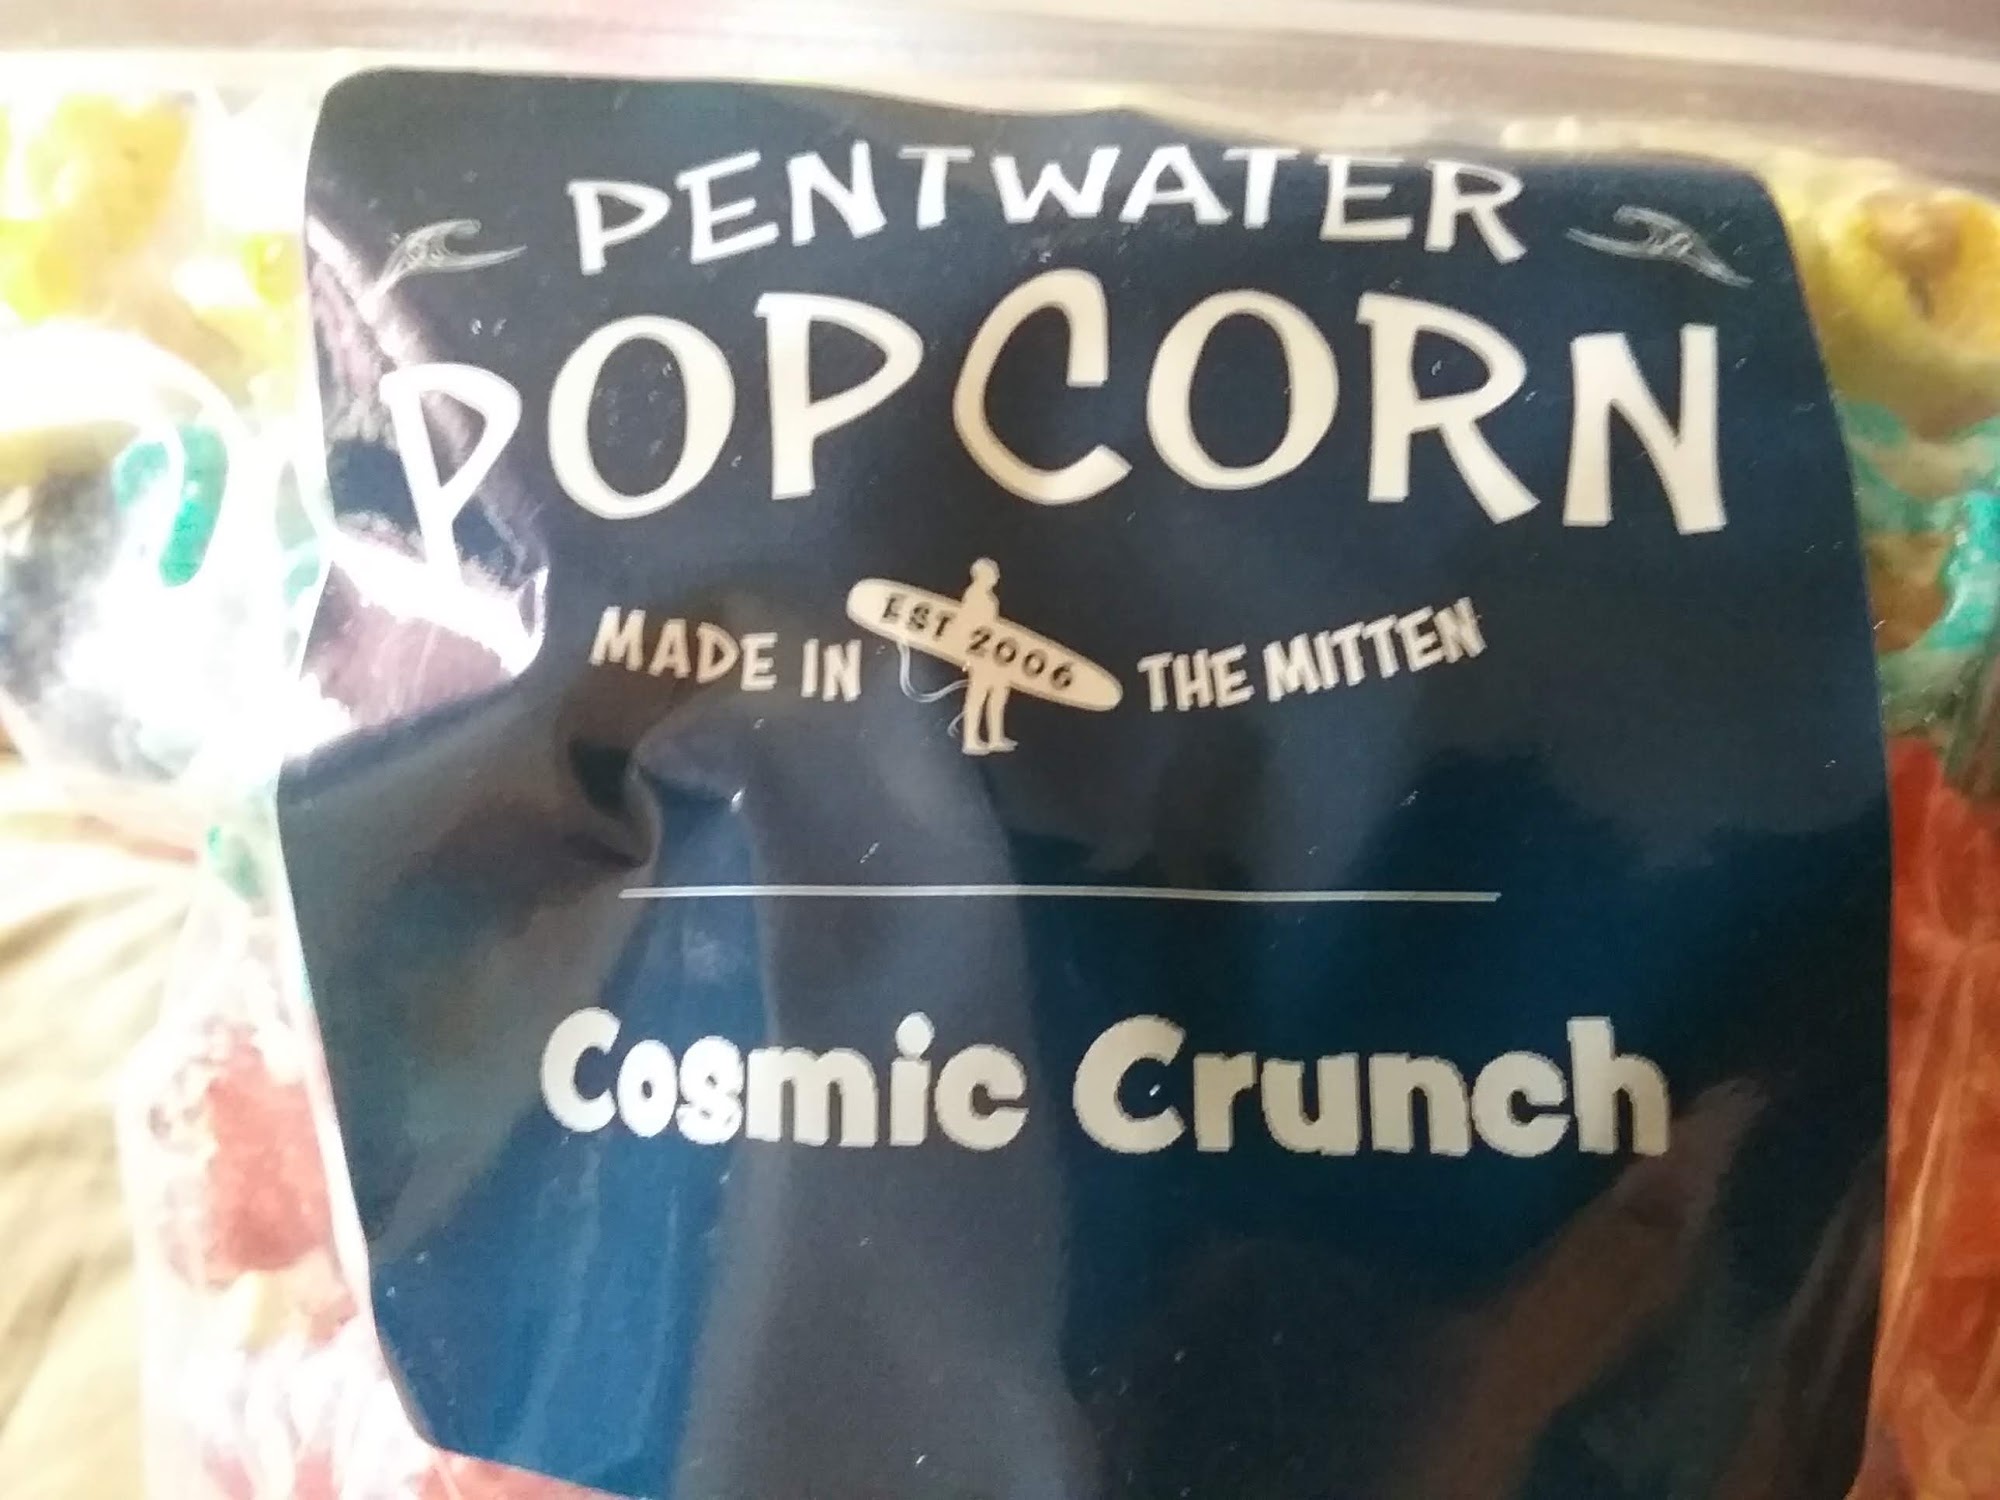 PENTWATER
POPCORN
MADE IN EST 2006 THE MITTEN
Cosmic Crunch